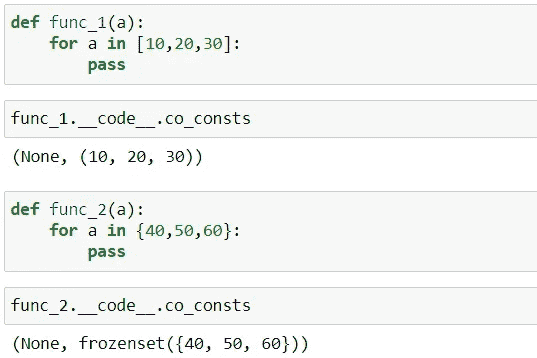 def func_1(a):
    for a in [10,20,30]:
        pass
func_1.__code__.co_consts
(None, (10, 20, 30))
def func_2(a):
    for a in {40,50,60}:
        pass
func_2.__code__.co_consts
(None, frozenset({40, 50, 60}))